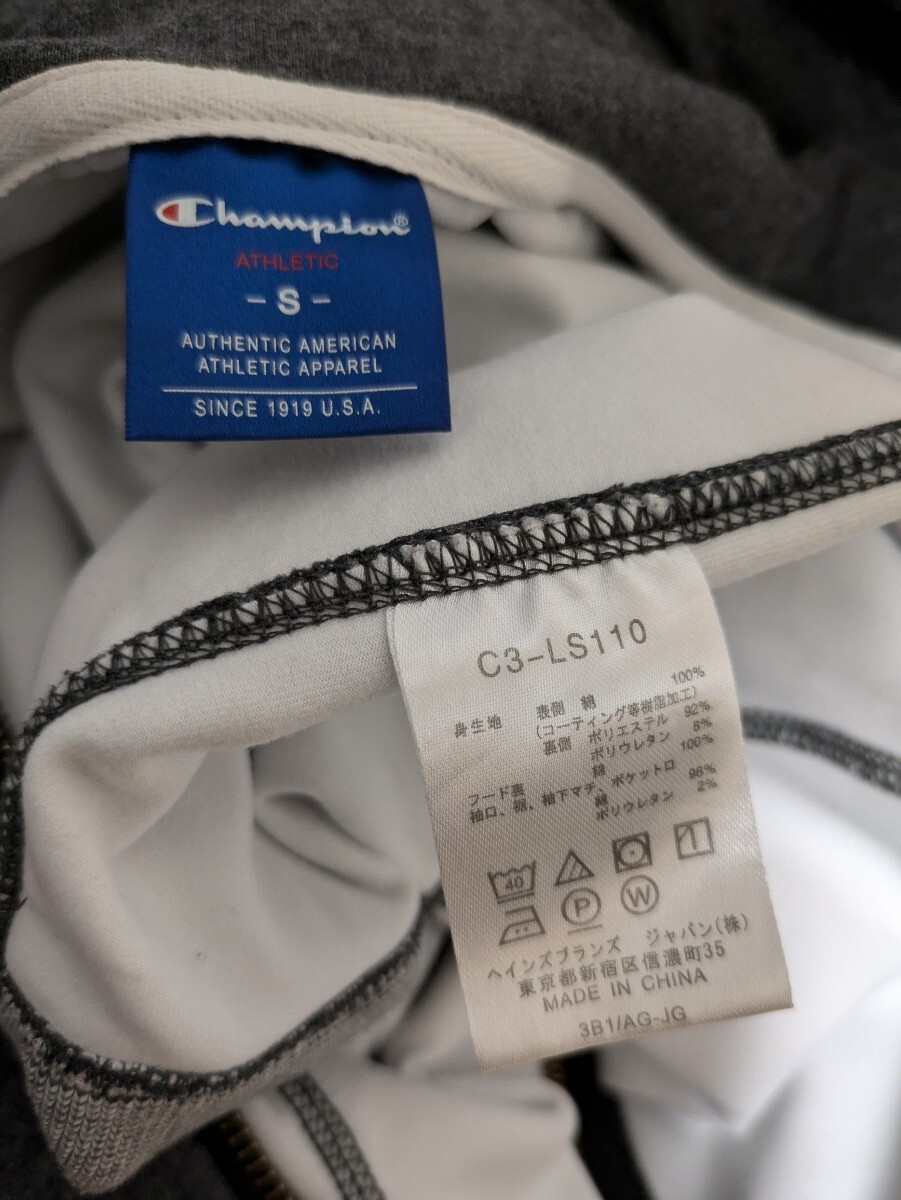 Champion®
ATHLETIC
- S -
AUTHENTIC AMERICAN
ATHLETIC APPAREL
SINCE 1919 U.S.A.
C3-LS110
身生地 表側 綿 100%
(コーティング等樹脂加工)
裏側 ポリエステル 92%
ポリウレタン 8%
フード裏 綿 100%
袖口、裾、袖下マチ、ポケット口
綿 98%
ポリウレタン 2%
40
P W
ヘインズブランズ ジャパン(株)
東京都新宿区信濃町35
MADE IN CHINA
3B1/AG-JG